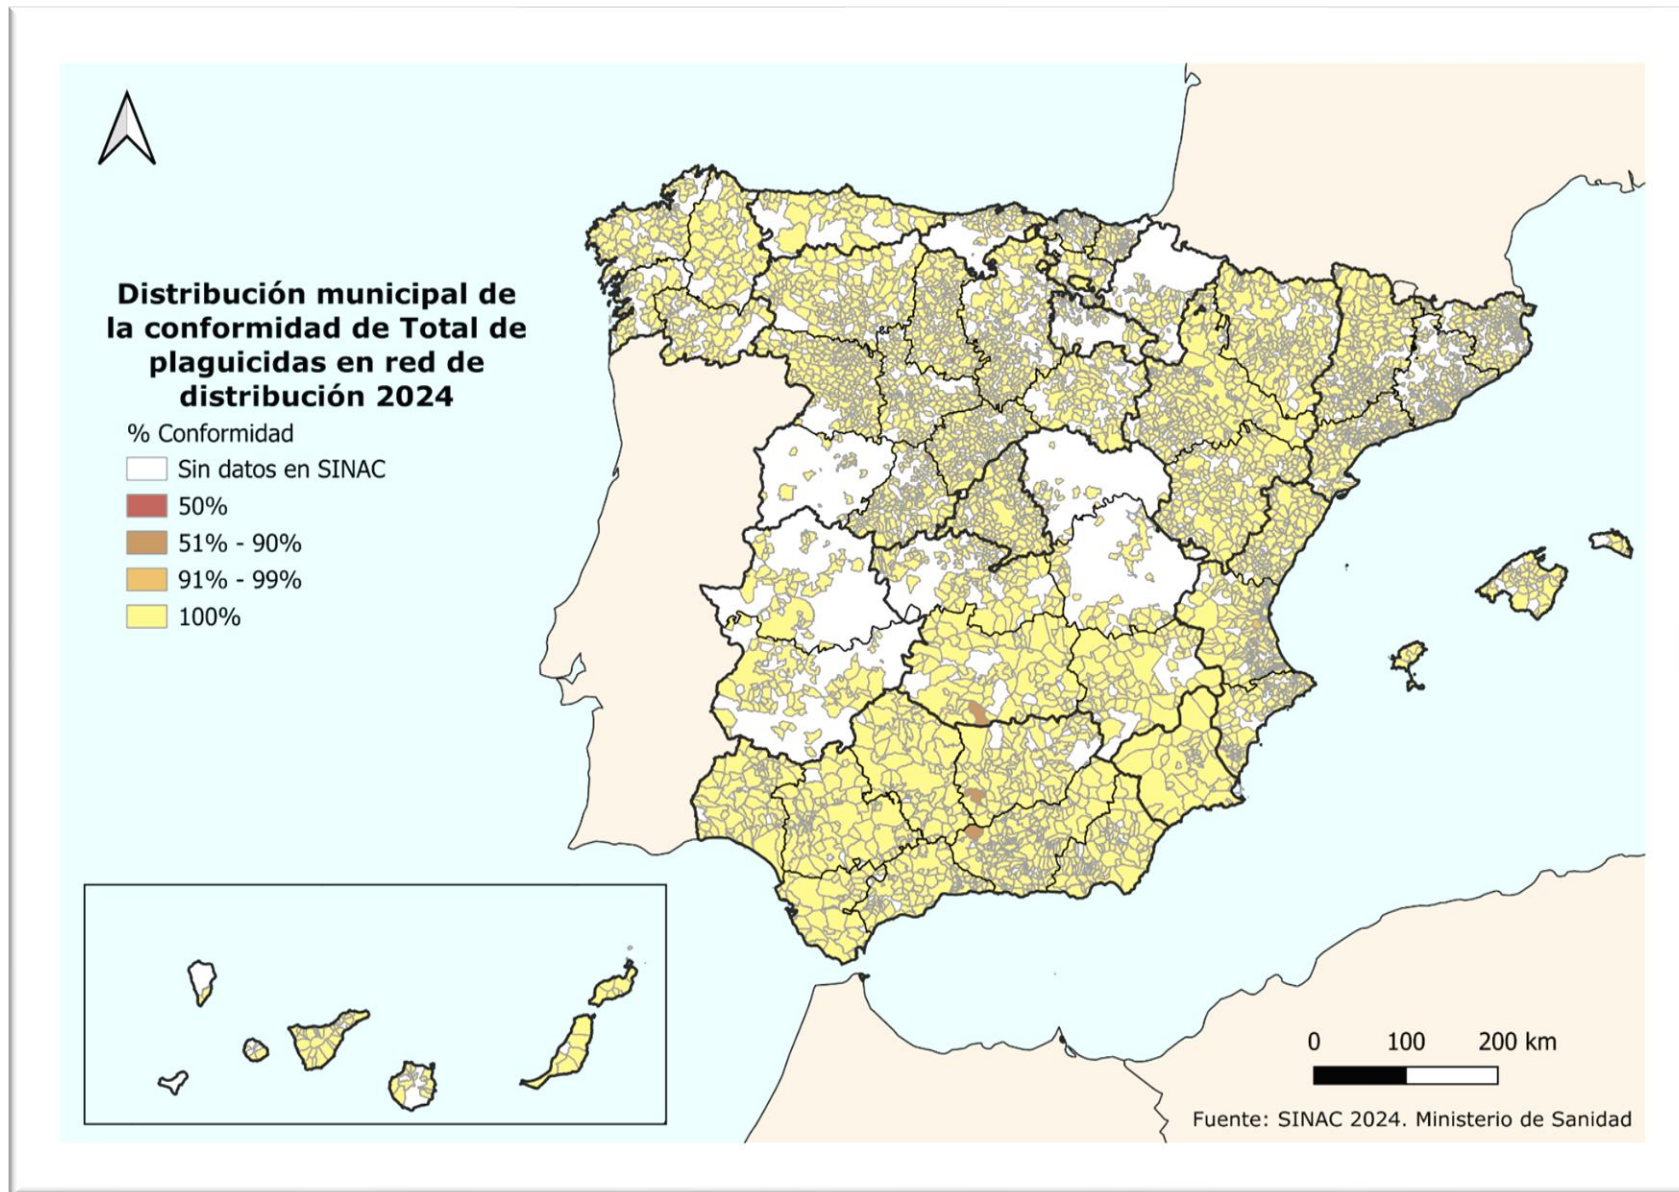 Distribución municipal de
la conformidad de Total de
plaguicidas en red de
distribución 2024
% Conformidad
Sin datos en SINAC
50%
51% - 90%
91% - 99%
100%
0 100 200 km
Fuente: SINAC 2024. Ministerio de Sanidad